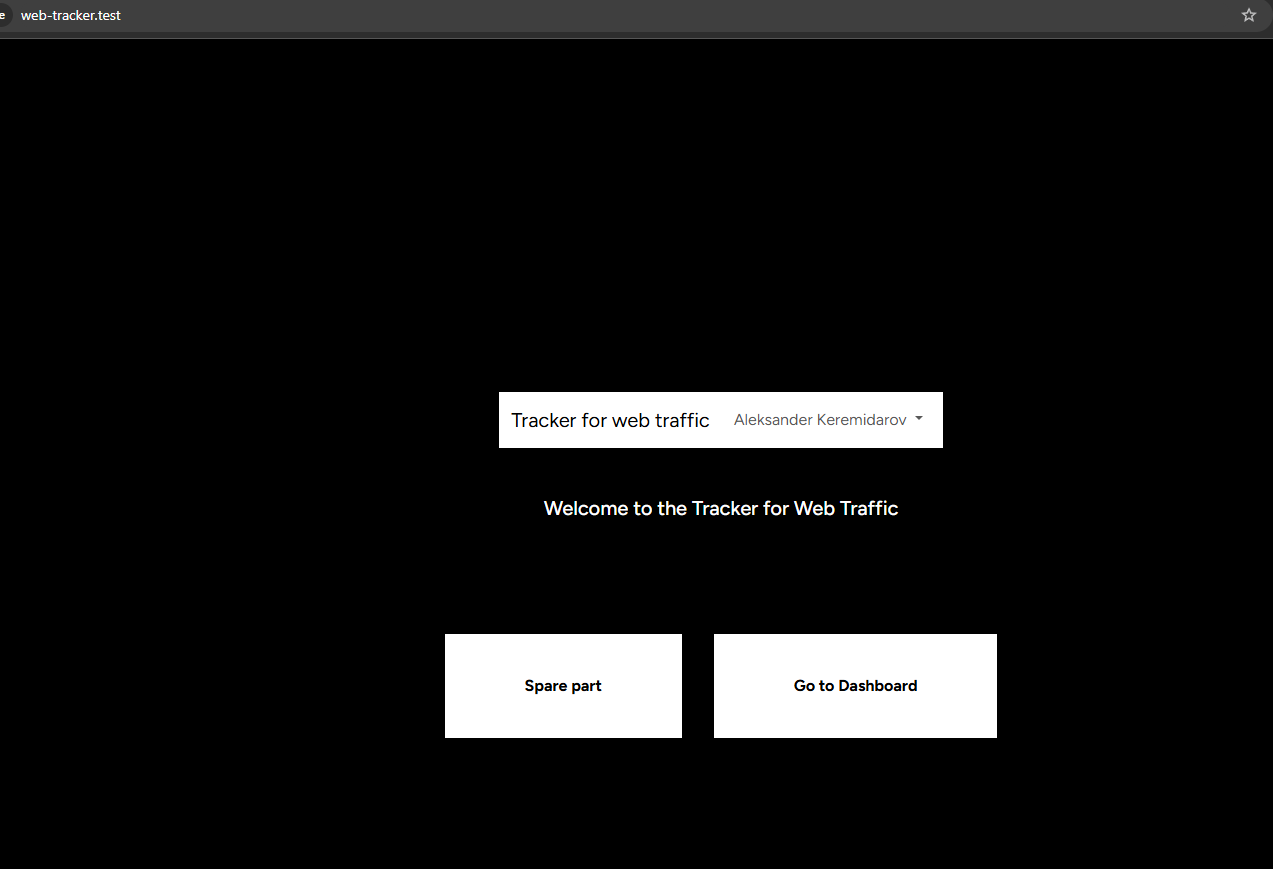 web-tracker.test
Tracker for web traffic Aleksander Keremidarov
Welcome to the Tracker for Web Traffic
Spare part Go to Dashboard